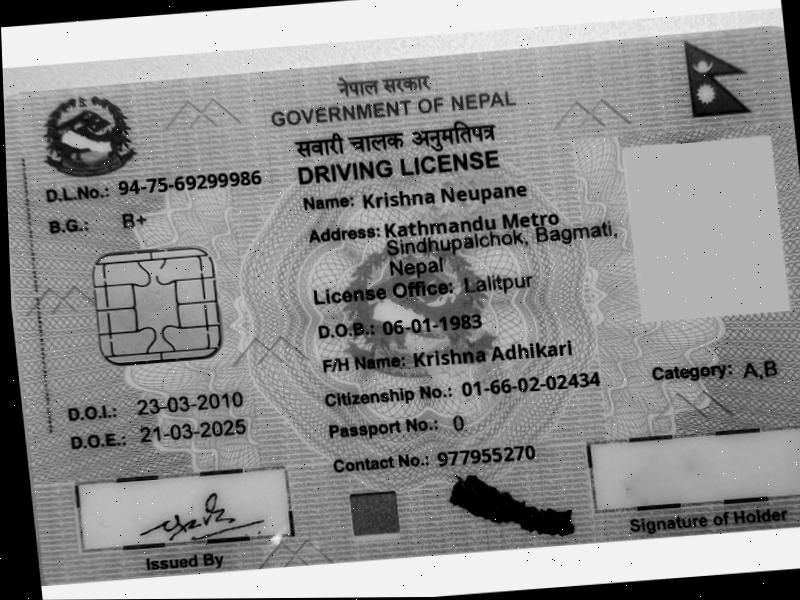 नेपाल सरकार
GOVERNMENT OF NEPAL
सवारी चालक अनुमतिपत्र
DRIVING LICENSE
D.L.No.: 94-75-69299986
B.G.: B+
Name: Krishna Neupane
Address: Kathmandu Metro
Sindhupalchok, Bagmati,
Nepal
License Office: Lalitpur
D.O.B.: 06-01-1983
F/H Name: Krishna Adhikari
Citizenship No.: 01-66-02-02434
Category: A,B
D.O.I.: 23-03-2010
D.O.E.: 21-03-2025
Passport No.: 0
Contact No.: 977955270
Issued By
Signature of Holder